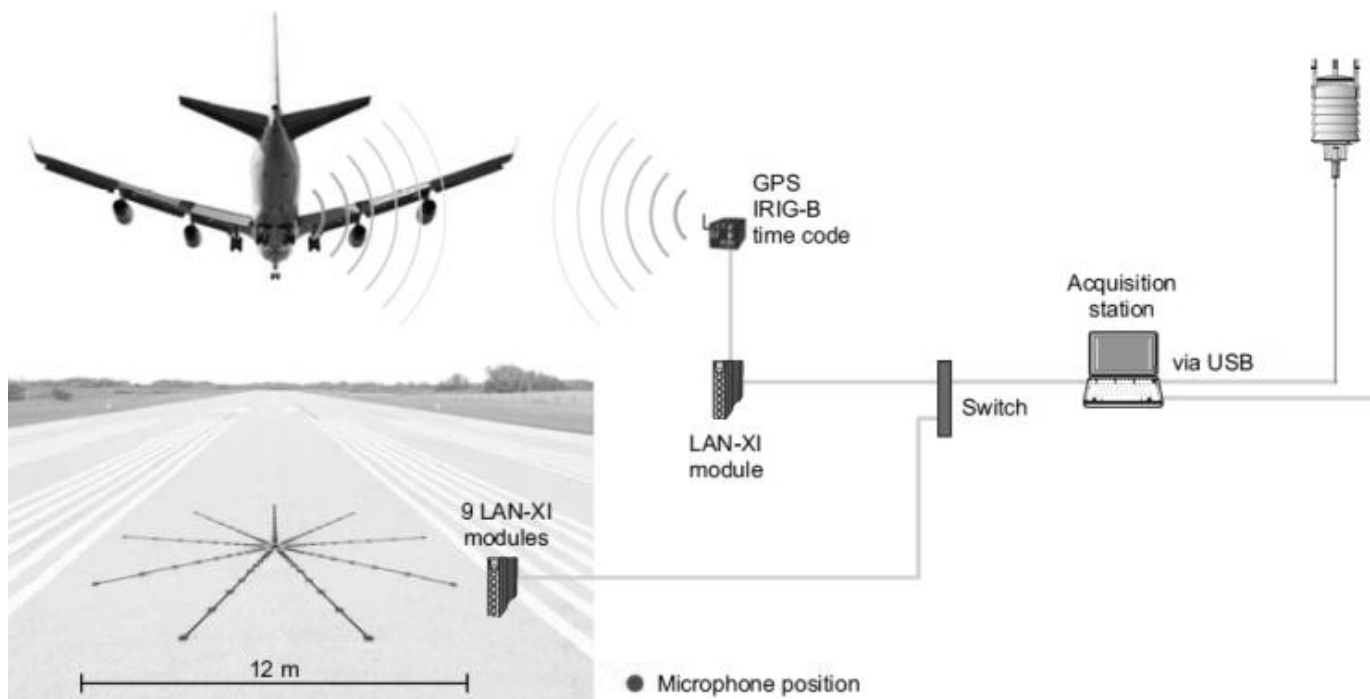 GPS
IRIG-B
time code
Acquisition
station
via USB
Switch
LAN-XI
module
9 LAN-XI
modules
12 m
Microphone position